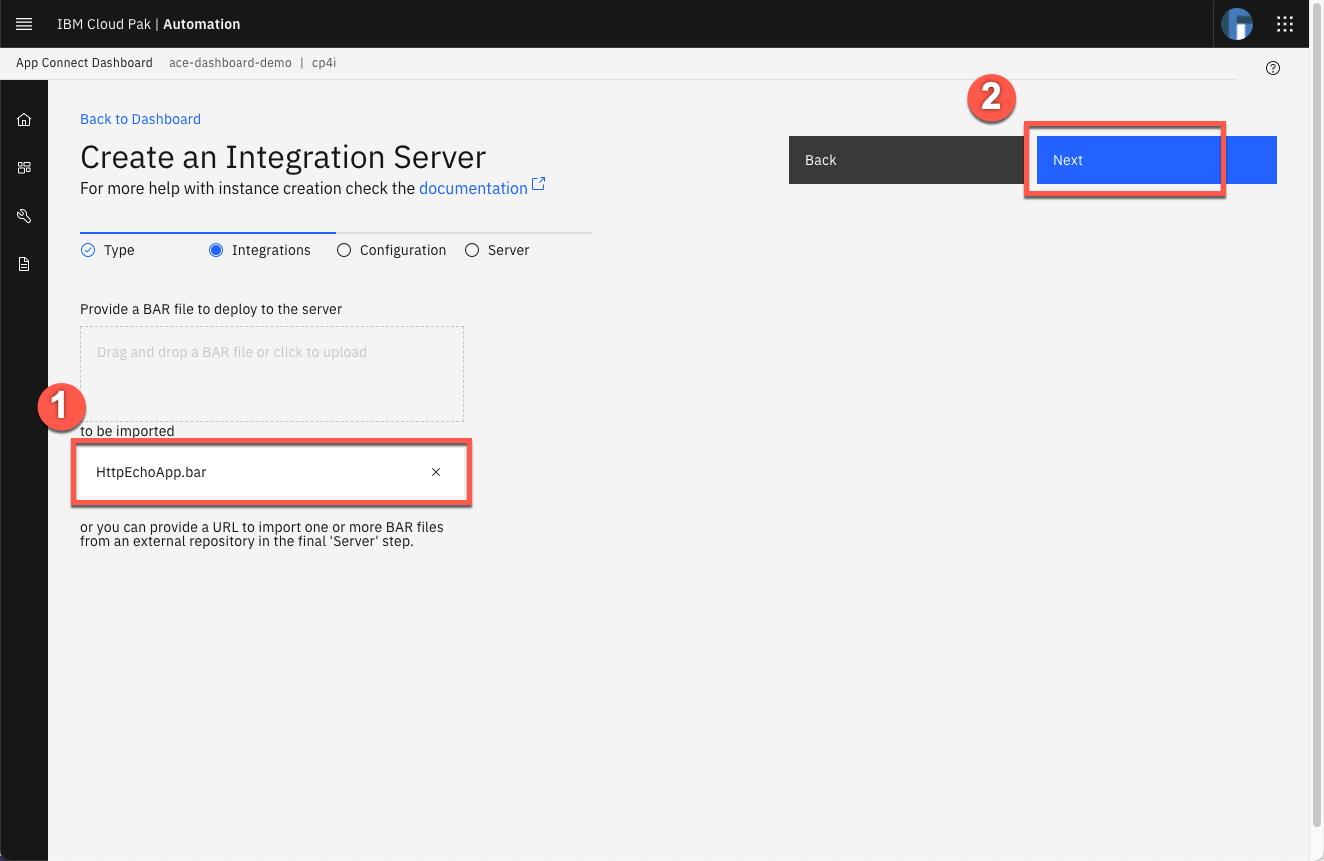 IBM Cloud Pak | Automation
App Connect Dashboard ace-dashboard-demo | cp4i
Back to Dashboard
2
Create an Integration Server
Back
Next
For more help with instance creation check the documentation
Type
Integrations
Configuration
Server
Provide a BAR file to deploy to the server
Drag and drop a BAR file or click to upload
1
to be imported
HttpEchoApp.bar
or you can provide a URL to import one or more BAR files
from an external repository in the final 'Server' step.